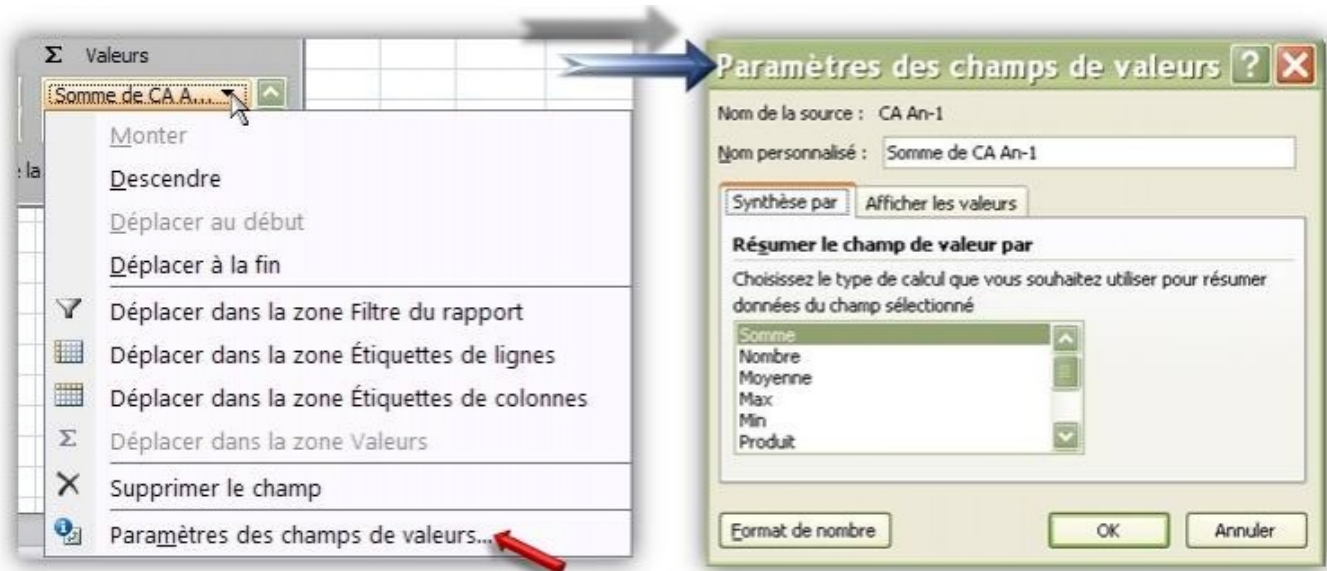 Σ Valeurs
Somme de CA A...
la
Monter
Descendre
Déplacer au début
Déplacer à la fin
Déplacer dans la zone Filtre du rapport
Déplacer dans la zone Étiquettes de lignes
Déplacer dans la zone Étiquettes de colonnes
Σ Déplacer dans la zone Valeurs
Supprimer le champ
Paramètres des champs de valeurs...
Paramètres des champs de valeurs ?
Nom de la source : CA An-1
Nom personnalisé : Somme de CA An-1
Synthèse par Afficher les valeurs
Résumer le champ de valeur par
Choisissez le type de calcul que vous souhaitez utiliser pour résumer
données du champ sélectionné
Somme
Nombre
Moyenne
Max
Min
Produit
Format de nombre OK Annuler